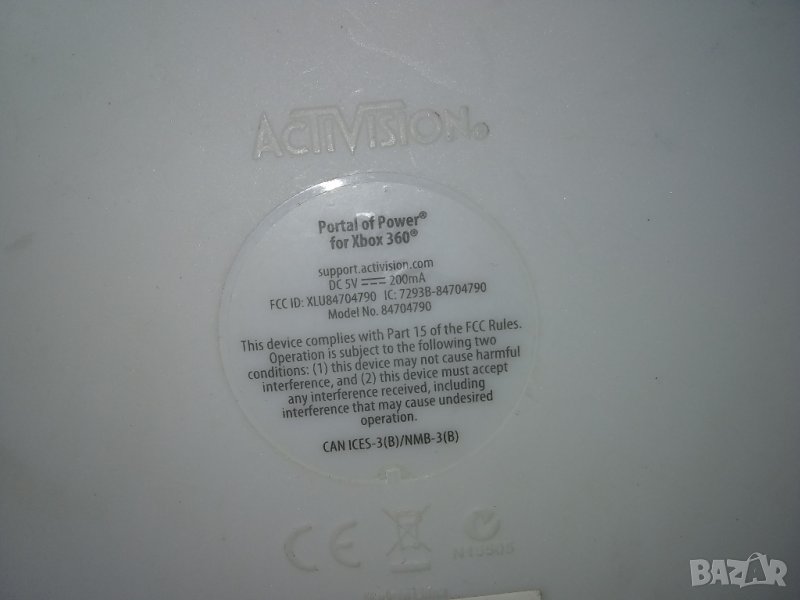 ACTIVISION.
Portal of Power®
for Xbox 360®
support.activision.com
DC 5V 200mA
FCC ID: XLU84704790 IC: 7293B-84704790
Model No. 84704790
This device complies with Part 15 of the FCC Rules.
Operation is subject to the following two
conditions: (1) this device may not cause harmful
interference, and (2) this device must accept
any interference received, including
interference that may cause undesired
operation.
CAN ICES-3(B)/NMB-3(B)
CE
BAZAR